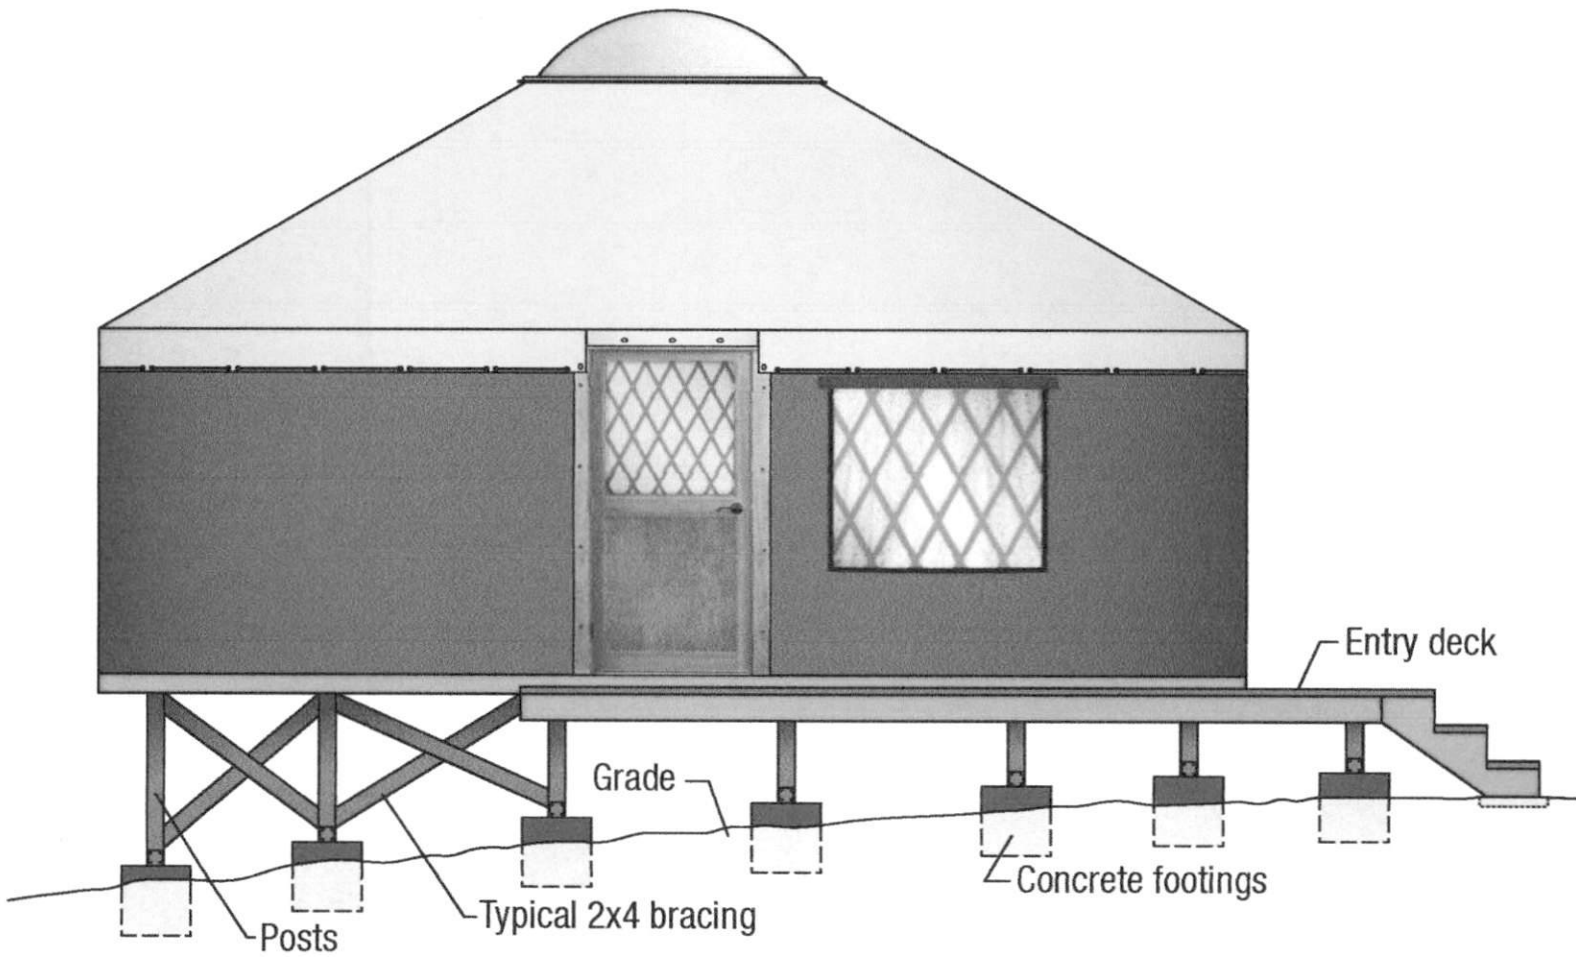 Entry deck
Grade
Concrete footings
Typical 2x4 bracing
Posts